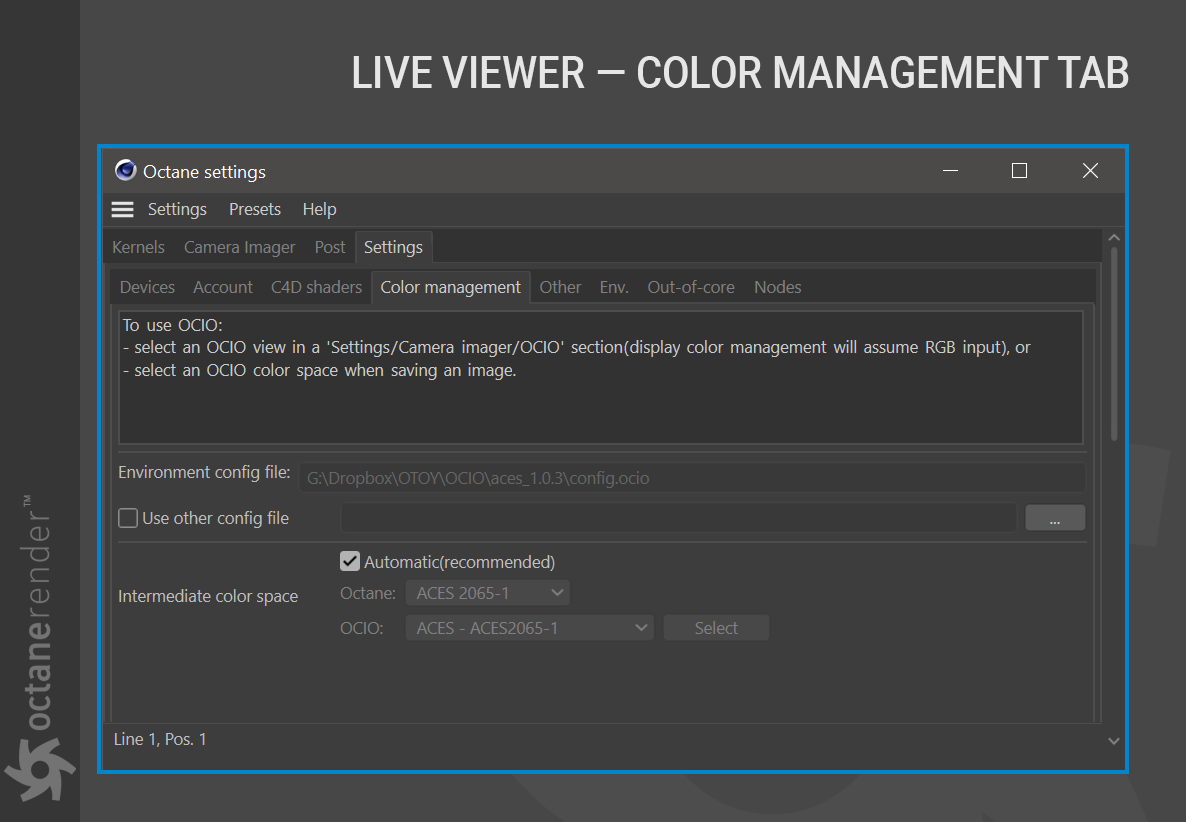 LIVE VIEWER — COLOR MANAGEMENT TAB
Octane settings
Settings Presets Help
Kernels Camera Imager Post Settings
Devices Account C4D shaders Color management Other Env. Out-of-core Nodes
To use OCIO:
- select an OCIO view in a 'Settings/Camera imager/OCIO' section(display color management will assume RGB input), or
- select an OCIO color space when saving an image.
Environment config file: G:\Dropbox\OTOY\OCIO\aces_1.0.3\config.ocio
Use other config file ...
Automatic(recommended)
Intermediate color space
Octane: ACES 2065-1
OCIO: ACES - ACES2065-1 Select
Line 1, Pos. 1
octanerender™